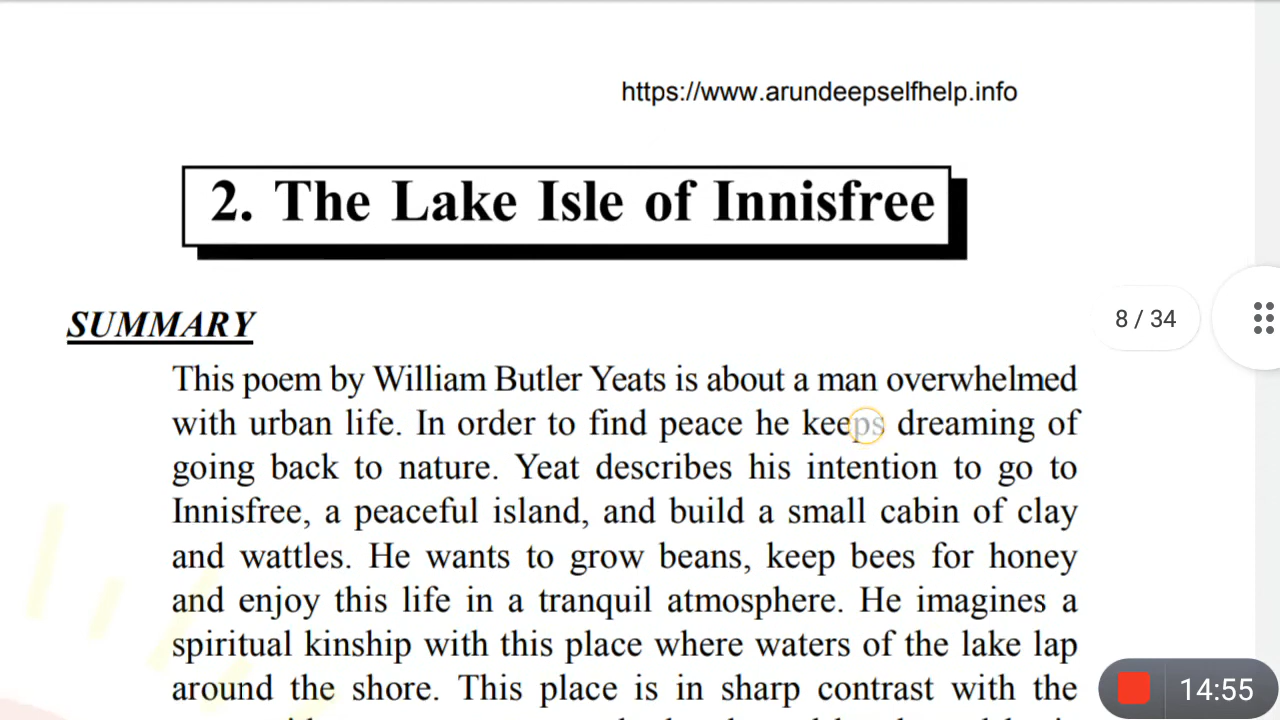 https://www.arundeepselfhelp.info
2. The Lake Isle of Innisfree
SUMMARY
8 / 34
This poem by William Butler Yeats is about a man overwhelmed
with urban life. In order to find peace he keeps dreaming of
going back to nature. Yeat describes his intention to go to
Innisfree, a peaceful island, and build a small cabin of clay
and wattles. He wants to grow beans, keep bees for honey
and enjoy this life in a tranquil atmosphere. He imagines a
spiritual kinship with this place where waters of the lake lap
around the shore. This place is in sharp contrast with the
14:55